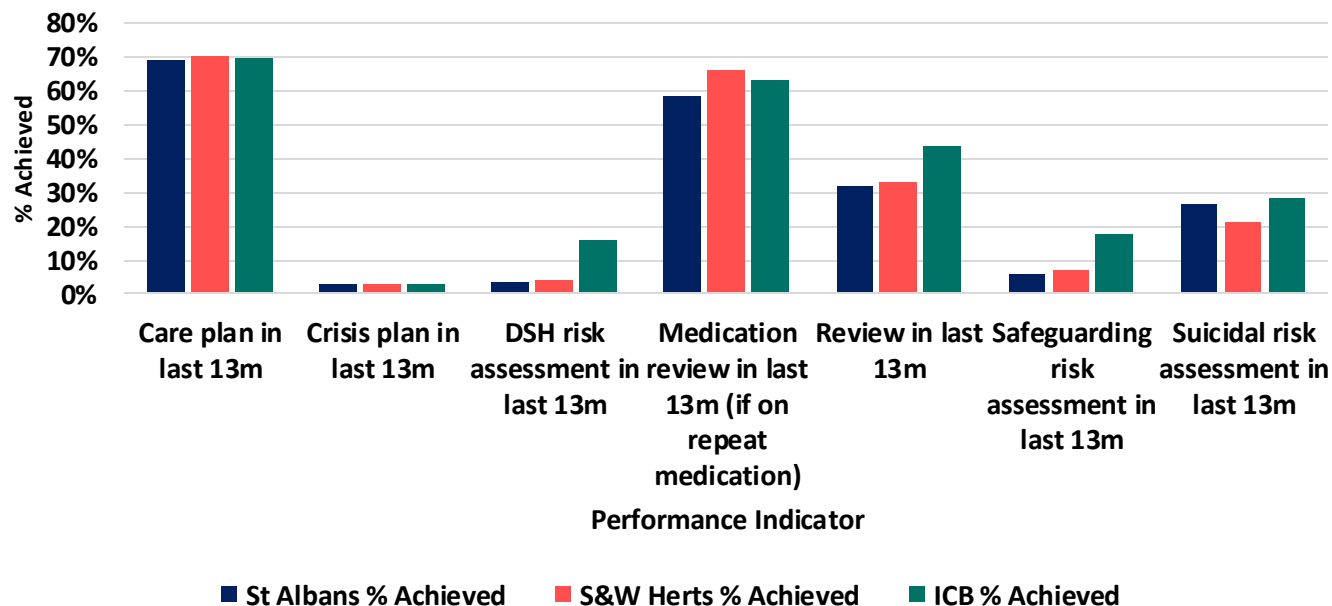 80%
70%
60%
50%
40%
30%
20%
10%
0%
% Achieved
Care plan in
last 13m
Crisis plan in
last 13m
DSH risk
assessment in
last 13m
Medication
review in last
13m (if on
repeat
medication)
Review in last
13m
Safeguarding
risk
assessment in
last 13m
Suicidal risk
assessment in
last 13m
Performance Indicator
St Albans % Achieved
S&W Herts % Achieved
ICB % Achieved